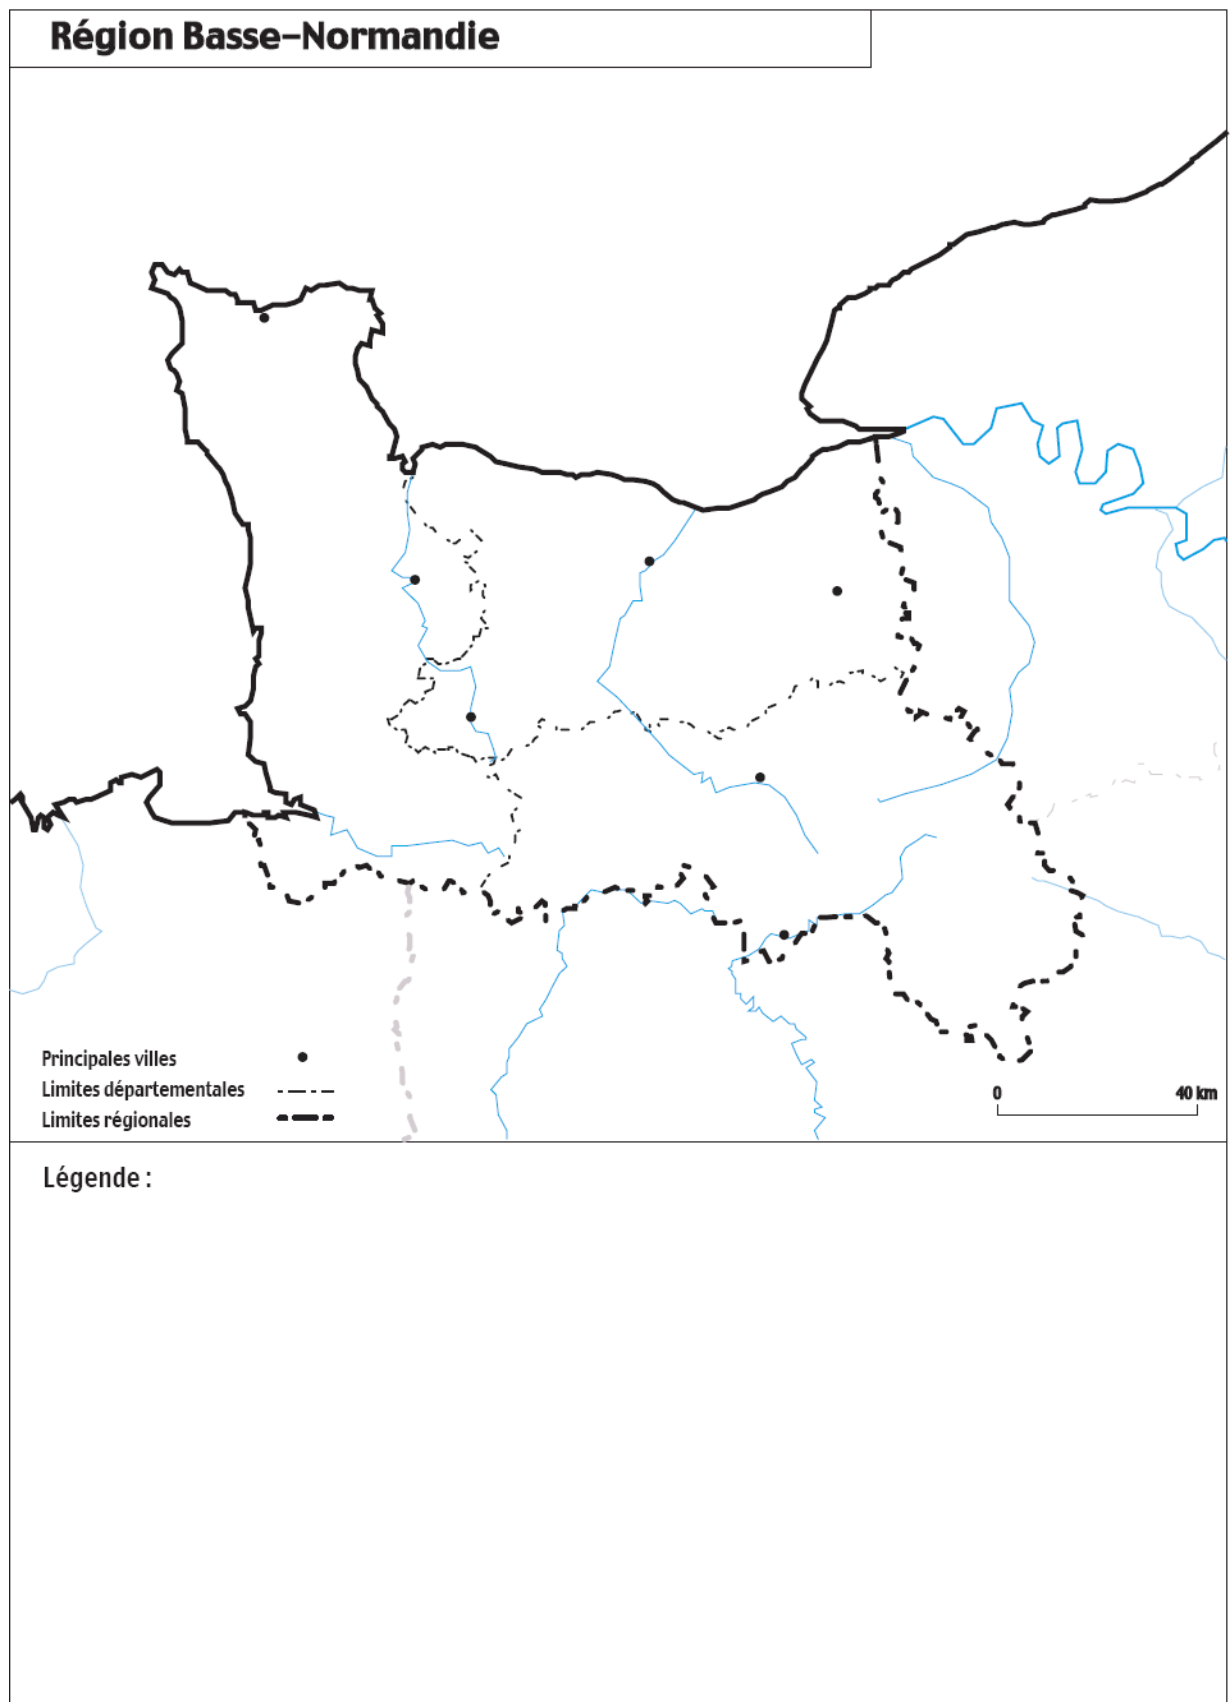 Région Basse–Normandie
Principales villes
Limites départementales
Limites régionales
0 40 km
Légende :